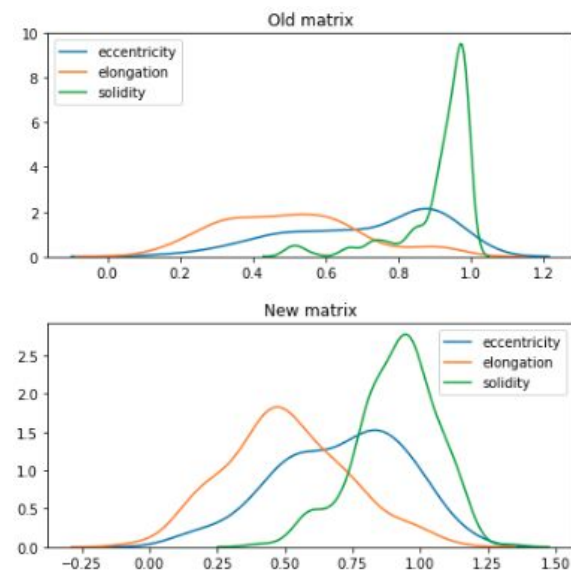 Old matrix
10
8
6
4
2
0
eccentricity
elongation
solidity
0.0 0.2 0.4 0.6 0.8 1.0 1.2
New matrix
2.5
2.0
1.5
1.0
0.5
0.0
eccentricity
elongation
solidity
−0.25 0.00 0.25 0.50 0.75 1.00 1.25 1.50